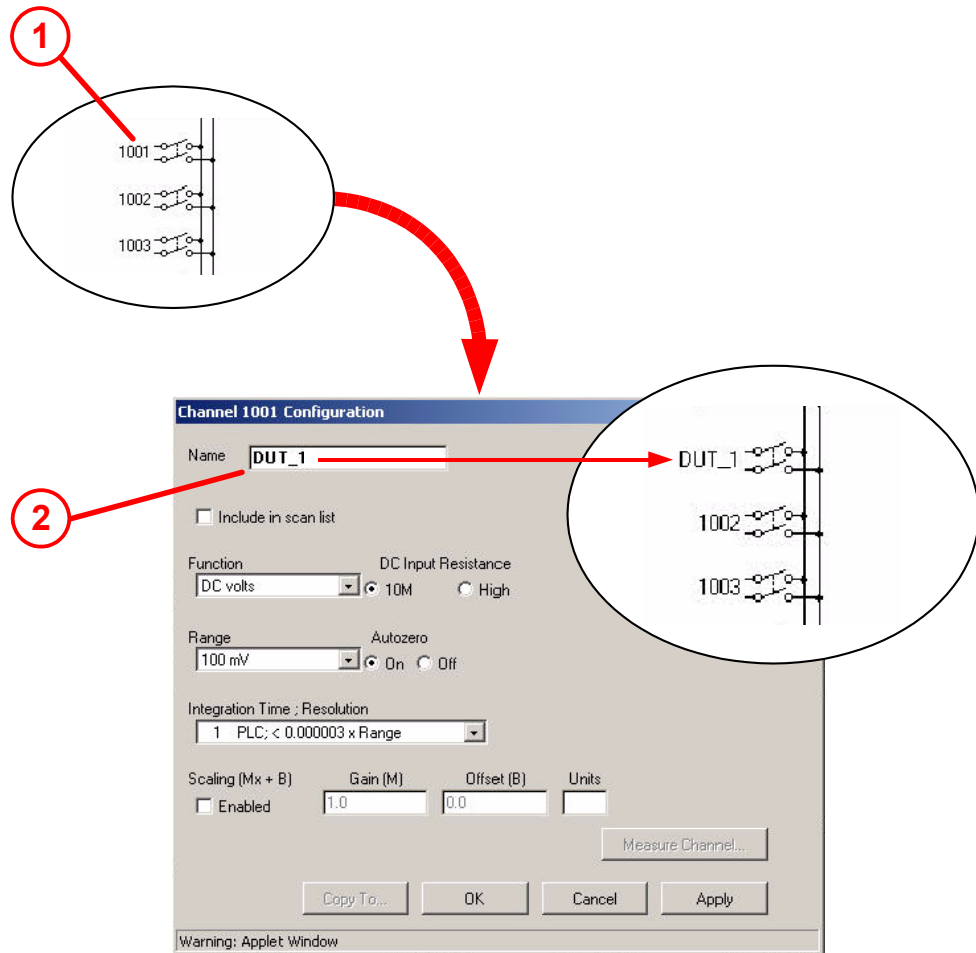 1
1001
1002
1003
Channel 1001 Configuration
Name DUT_1
DUT_1
2
Include in scan list
1002
Function DC Input Resistance
DC volts 10M High
1003
Range Autozero
100 mV On Off
Integration Time ; Resolution
1 PLC; < 0.000003 x Range
Scaling (Mx + B) Gain (M) Offset (B) Units
Enabled 1.0 0.0
Measure Channel...
Copy To... OK Cancel Apply
Warning: Applet Window